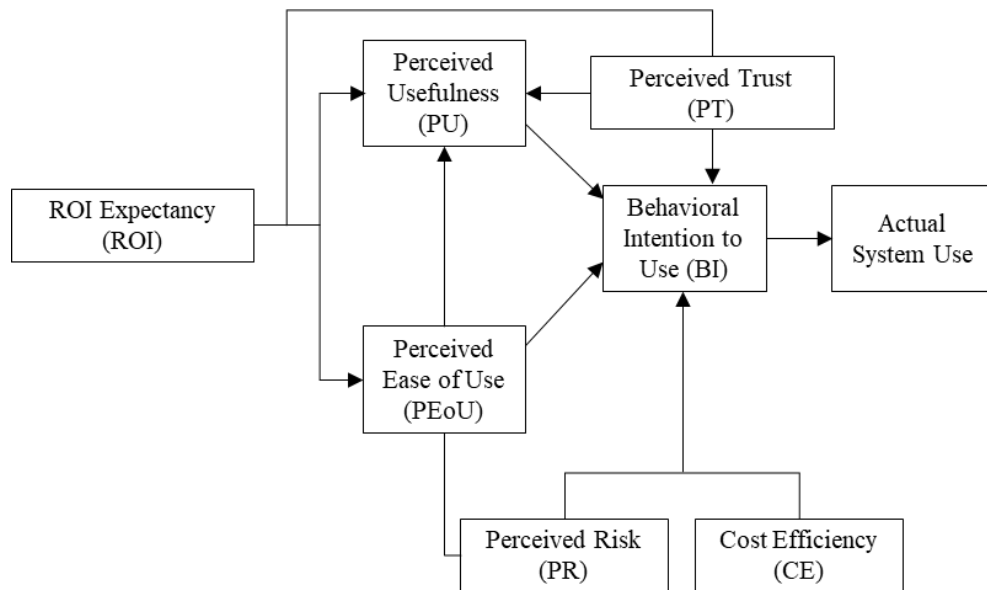 Perceived
Usefulness
(PU)
Perceived Trust
(PT)
ROI Expectancy
(ROI)
Behavioral
Intention to
Use (BI)
Actual
System Use
Perceived
Ease of Use
(PEoU)
Perceived Risk
(PR)
Cost Efficiency
(CE)